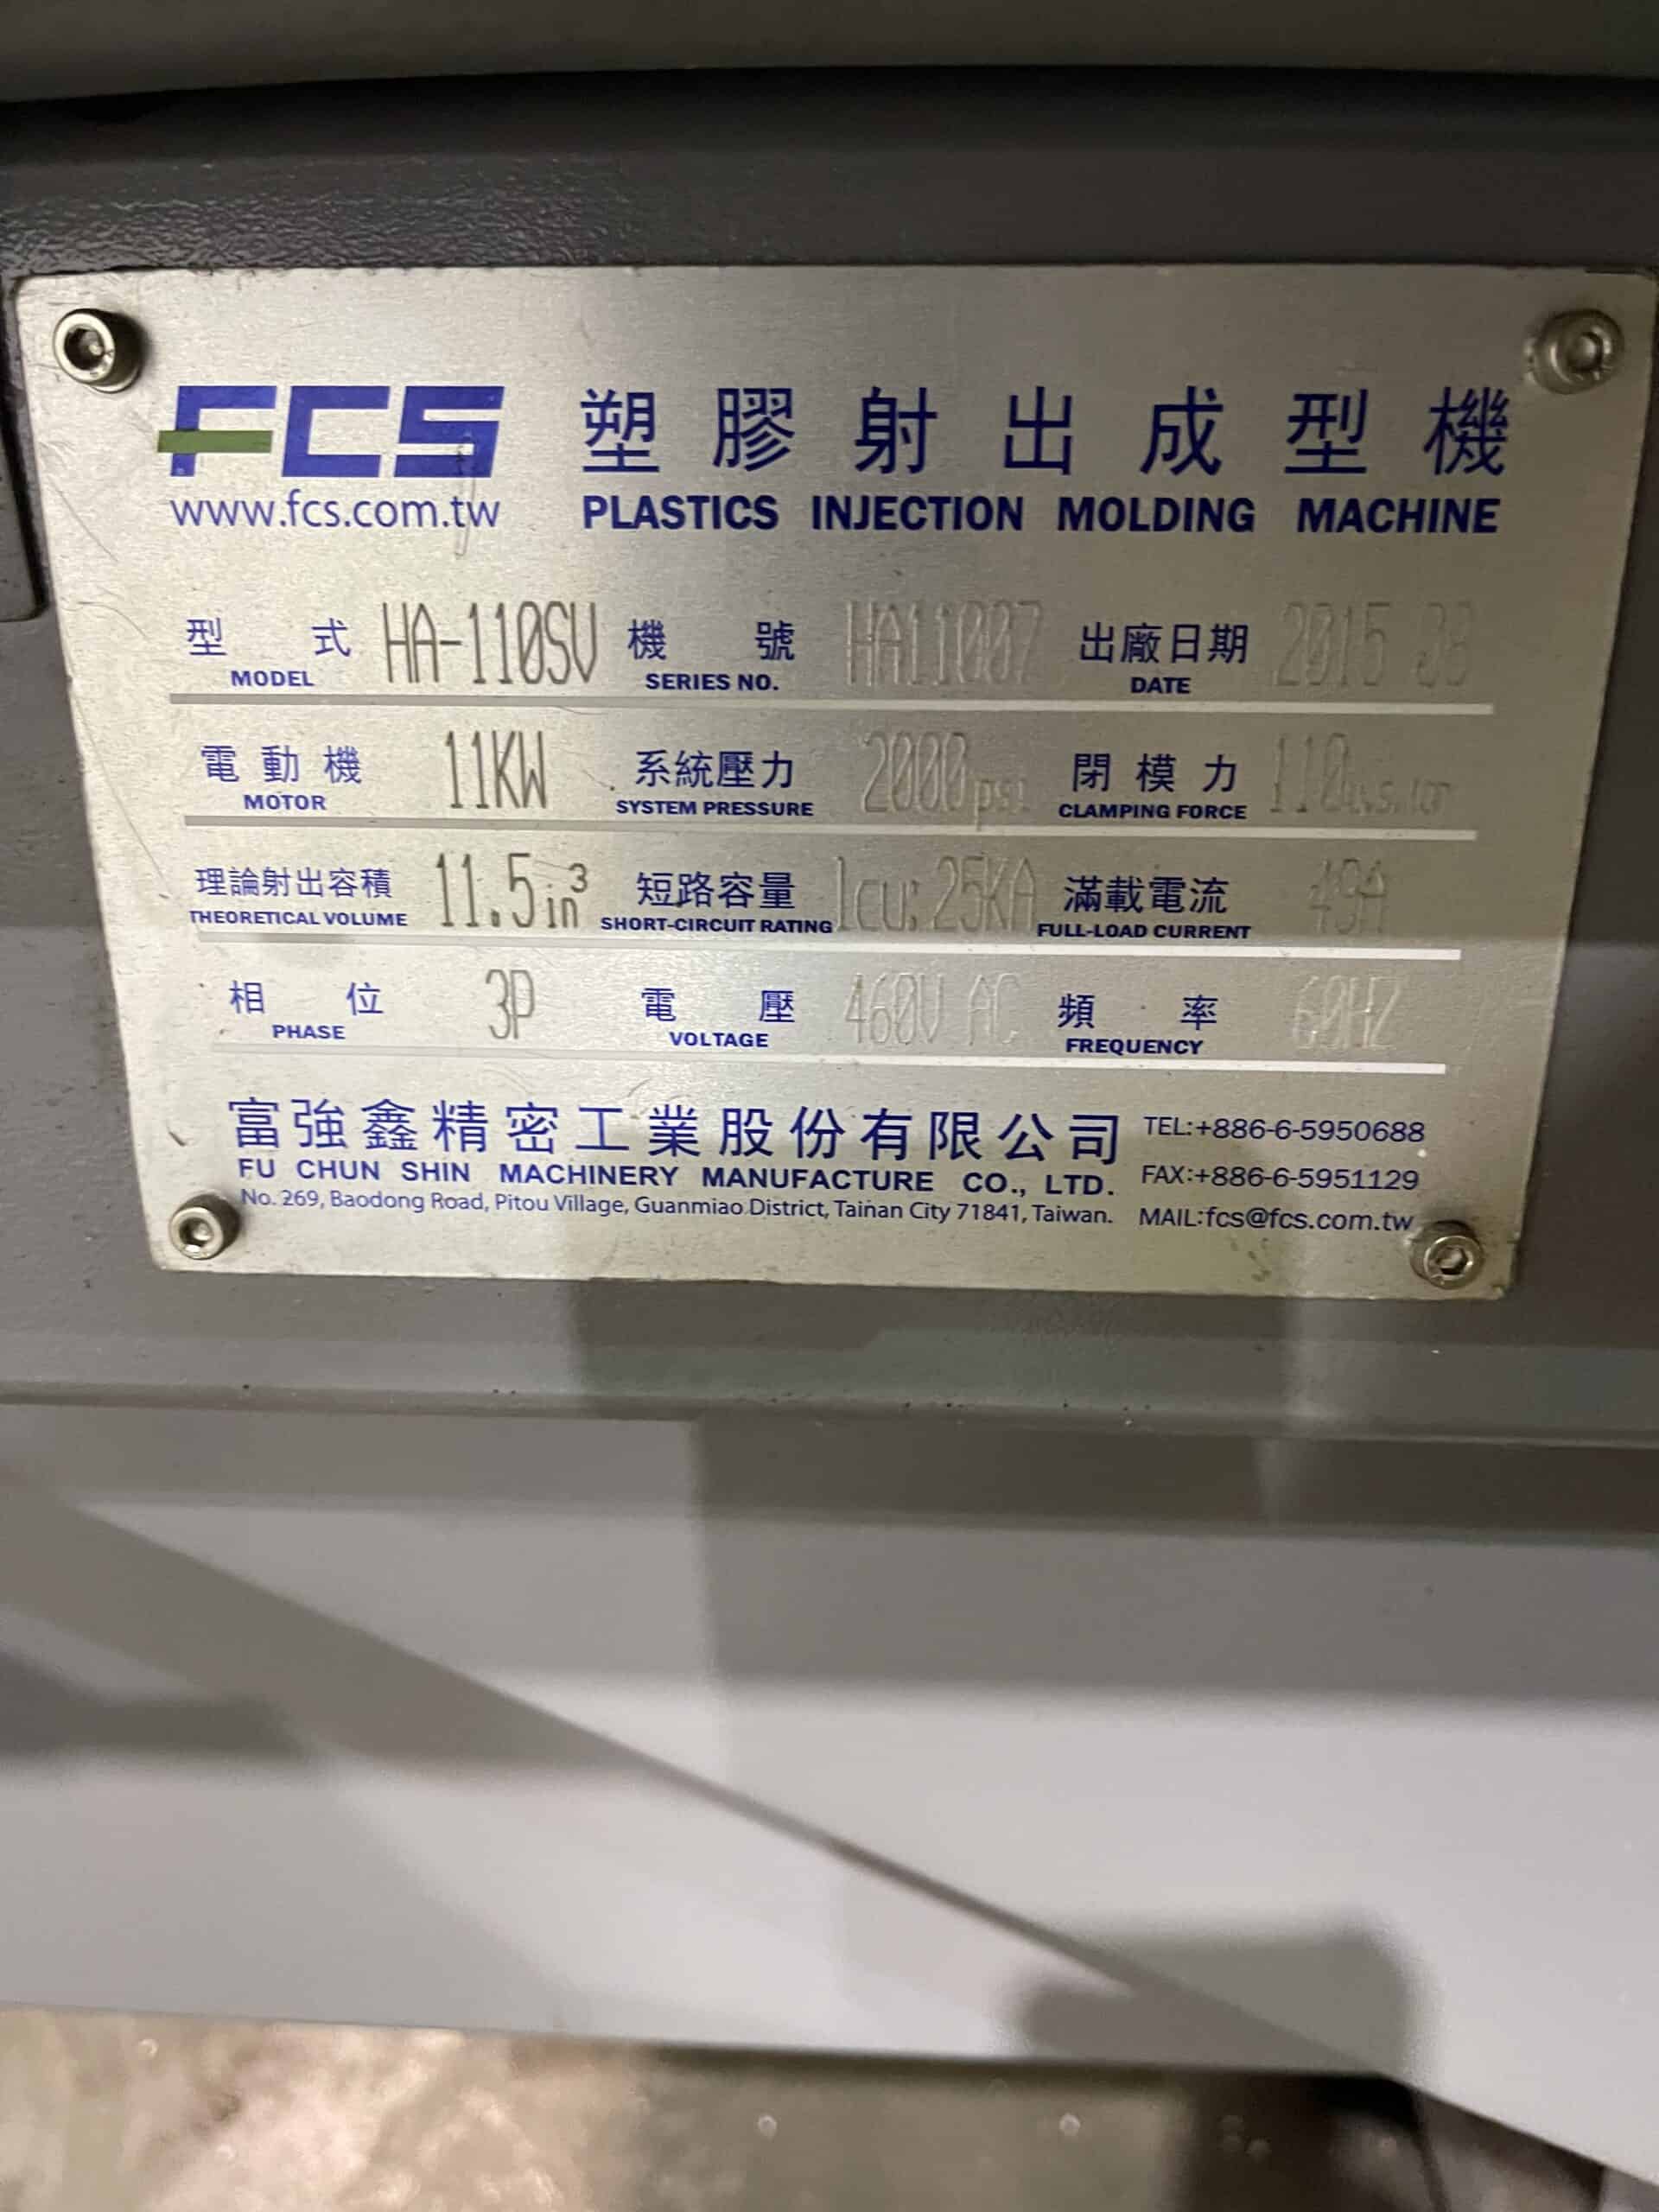 FCS 塑膠射出成型機
www.fcs.com.tw PLASTICS INJECTION MOLDING MACHINE
型式 HA-110SV 機號 HA11007 出廠日期 2015
MODEL SERIES NO. DATE
電動機 11KW 系統壓力 2000psi 閉模力
MOTOR SYSTEM PRESSURE CLAMPING FORCE
理論射出容積 11.5in³ 短路容量 Icu:25KA 滿載電流 49A
THEORETICAL VOLUME SHORT-CIRCUIT RATING FULL-LOAD CURRENT
相位 3P 電壓 460V AC 頻率 60HZ
PHASE VOLTAGE FREQUENCY
富強鑫精密工業股份有限公司 TEL:+886-6-5950688
FU CHUN SHIN MACHINERY MANUFACTURE CO., LTD. FAX:+886-6-5951129
No. 269, Baodong Road, Pitou Village, Guanmiao District, Tainan City 71841, Taiwan. MAIL:fcs@fcs.com.tw